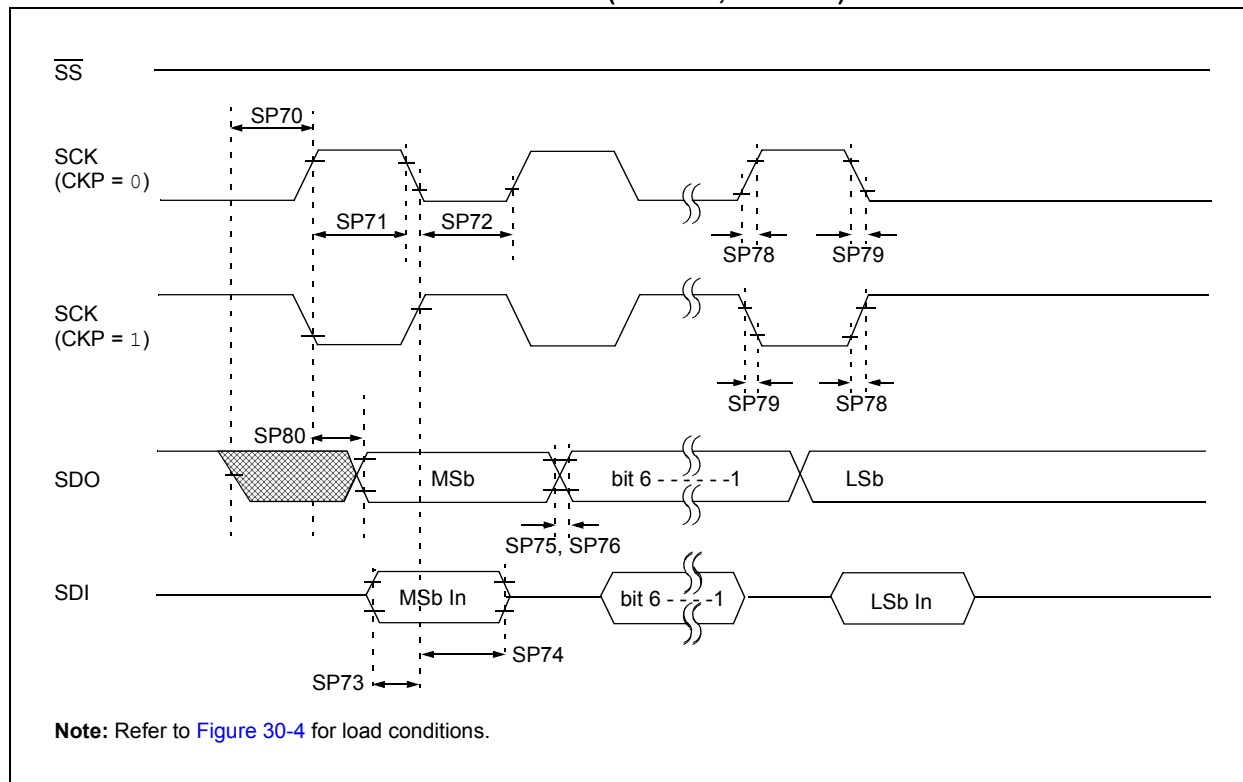 SS
SP70
SCK
(CKP = 0)
SP71
SP72
SP78
SP79
SCK
(CKP = 1)
SP79
SP78
SP80
SDO
MSb
bit 6 - - - - - -1
LSb
SP75, SP76
SDI
MSb In
bit 6 - - - - -1
LSb In
SP74
SP73
Note: Refer to Figure 30-4 for load conditions.